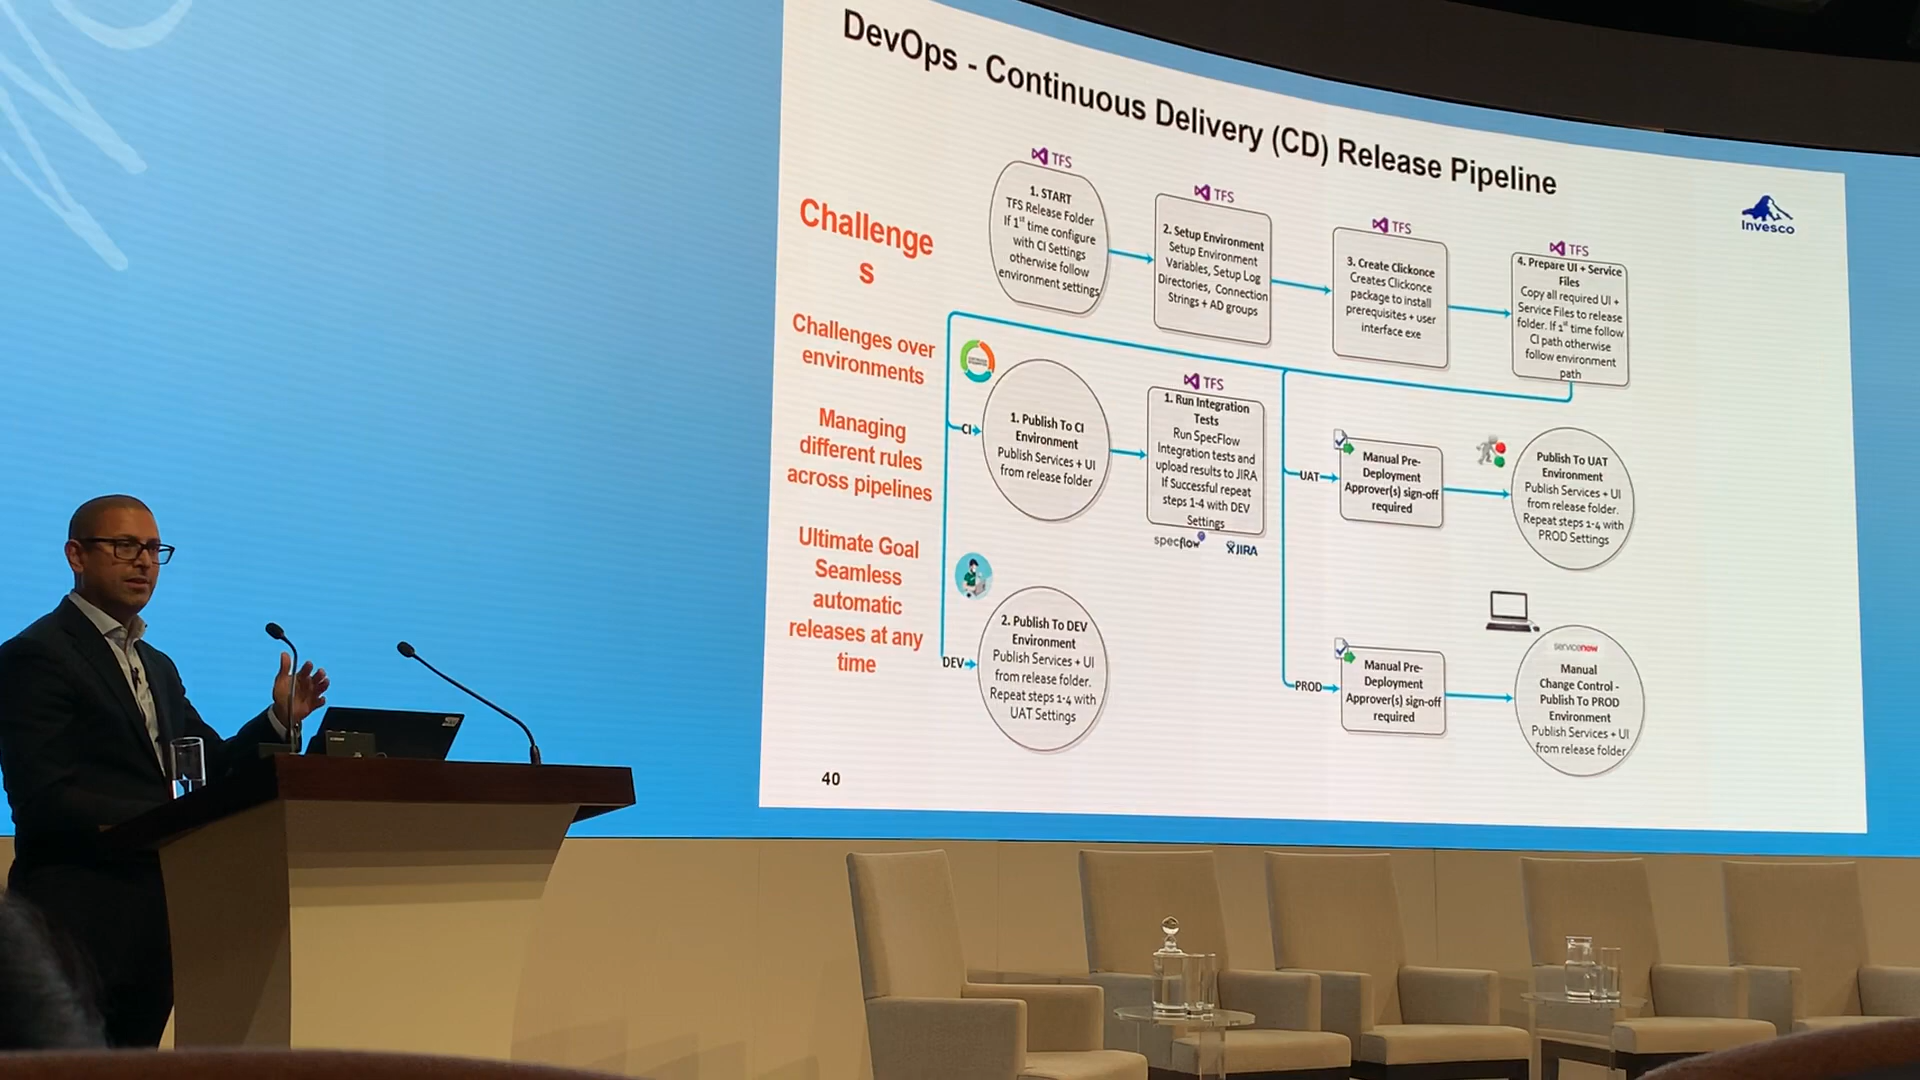 DevOps - Continuous Delivery (CD) Release Pipeline
Invesco
Challenge
s
Challenges over
environments
Managing
different rules
across pipelines
Ultimate Goal
Seamless
automatic
releases at any
time
40
TFS
1. START
TFS Release Folder
If 1st time configure
with CI Settings
otherwise follow
environment settings
TFS
2. Setup Environment
Setup Environment
Variables, Setup Log
Directories, Connection
Strings + AD groups
TFS
3. Create Clickonce
Creates Clickonce
package to install
prerequisites + user
interface exe
TFS
4. Prepare UI + Service
Files
Copy all required UI +
Service Files to release
folder. If 1st time follow
CI path otherwise
follow environment
path
CI
1. Publish To CI
Environment
Publish Services + UI
from release folder
TFS
1. Run Integration
Tests
Run SpecFlow
Integration tests and
upload results to JIRA
If Successful repeat
steps 1-4 with DEV
Settings
specflow
JIRA
UAT
Manual Pre-
Deployment
Approver(s) sign-off
required
Publish To UAT
Environment
Publish Services + UI
from release folder.
Repeat steps 1-4 with
PROD Settings
DEV
2. Publish To DEV
Environment
Publish Services + UI
from release folder.
Repeat steps 1-4 with
UAT Settings
PROD
Manual Pre-
Deployment
Approver(s) sign-off
required
servicenow
Manual
Change Control -
Publish To PROD
Environment
Publish Services + UI
from release folder